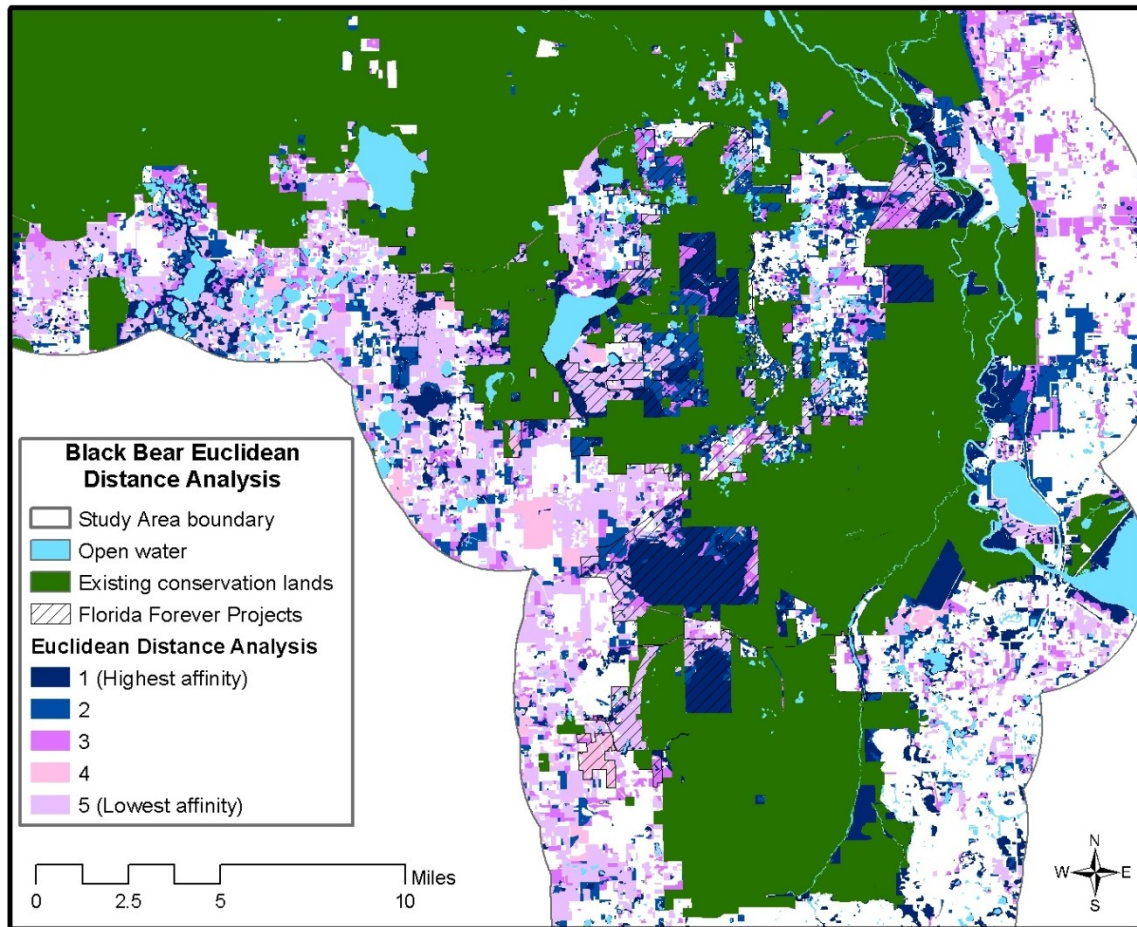 Black Bear Euclidean
Distance Analysis
Study Area boundary
Open water
Existing conservation lands
Florida Forever Projects
Euclidean Distance Analysis
1 (Highest affinity)
2
3
4
5 (Lowest affinity)
Miles
0 2.5 5 10
N
W E
S